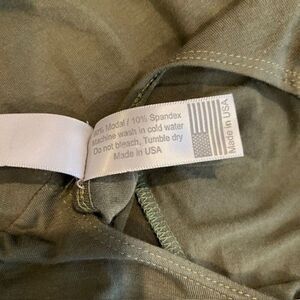 Modal / 10% Spandex
Machine wash in cold water
Do not bleach, Tumble dry
Made in USA
Made in USA